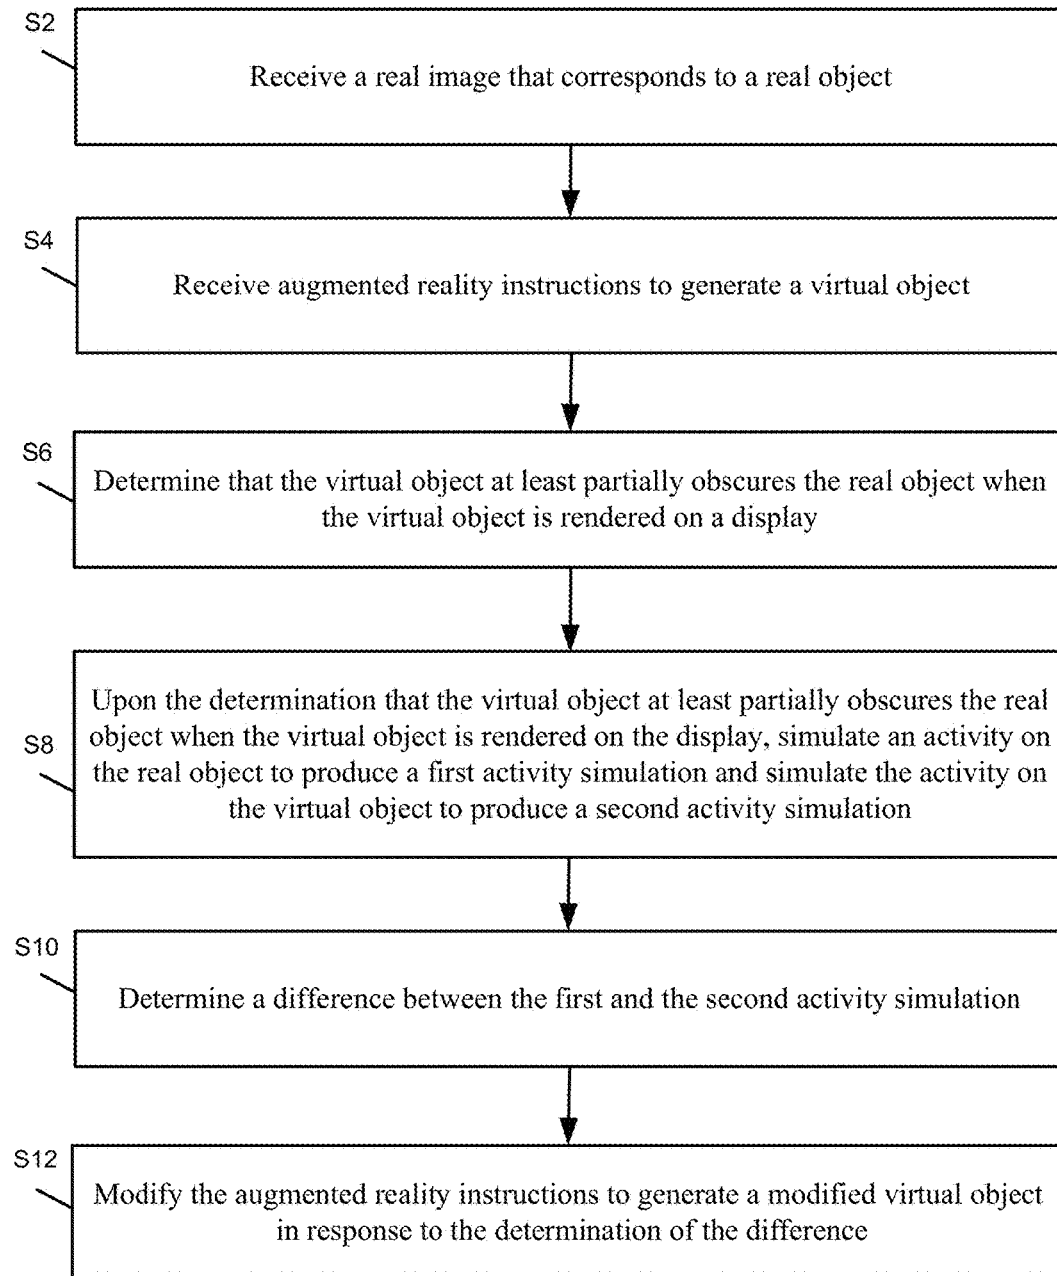 S2
Receive a real image that corresponds to a real object
S4
Receive augmented reality instructions to generate a virtual object
S6
Determine that the virtual object at least partially obscures the real object when
the virtual object is rendered on a display
S8
Upon the determination that the virtual object at least partially obscures the real
object when the virtual object is rendered on the display, simulate an activity on
the real object to produce a first activity simulation and simulate the activity on
the virtual object to produce a second activity simulation
S10
Determine a difference between the first and the second activity simulation
S12
Modify the augmented reality instructions to generate a modified virtual object
in response to the determination of the difference